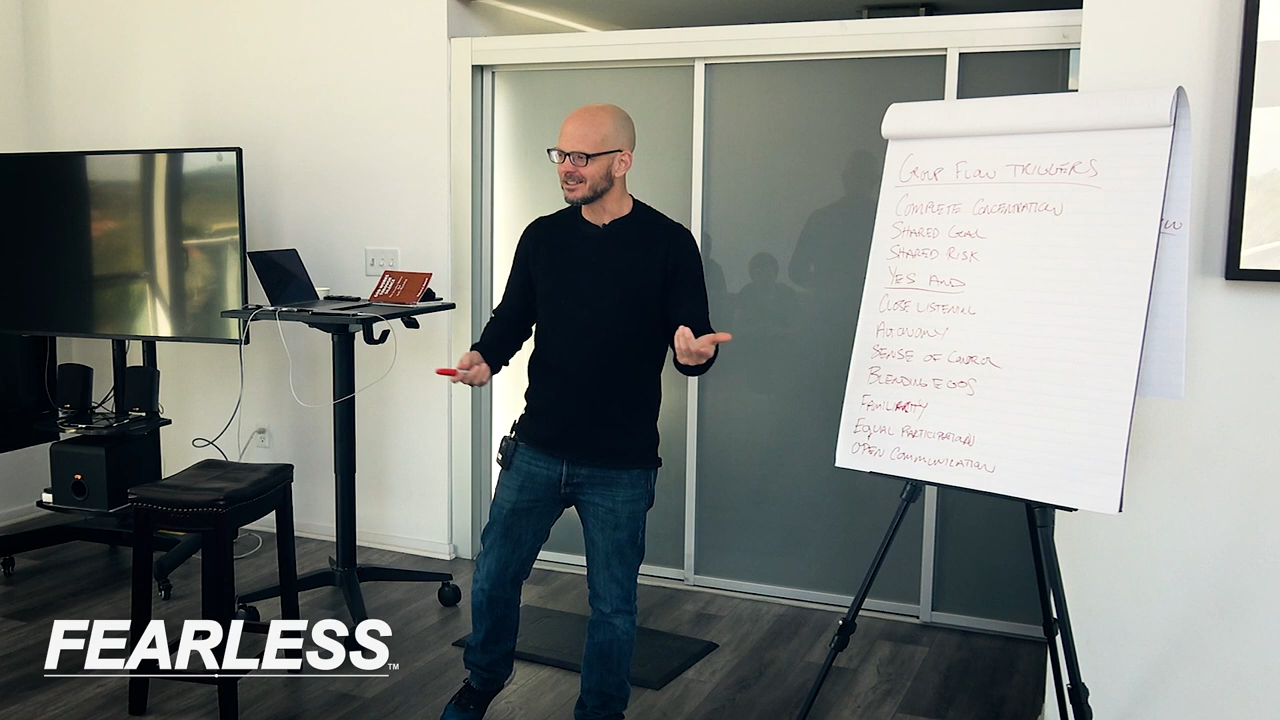 GROUP FLOW TRIGGERS
COMPLETE CONCENTRATION
SHARED GOAL
SHARED RISK
YES AND
CLOSE LISTENING
AUTONOMY
SENSE OF CONTROL
BLENDING EGOS
FAMILIARITY
EQUAL PARTICIPATION
OPEN COMMUNICATION
FEARLESS™